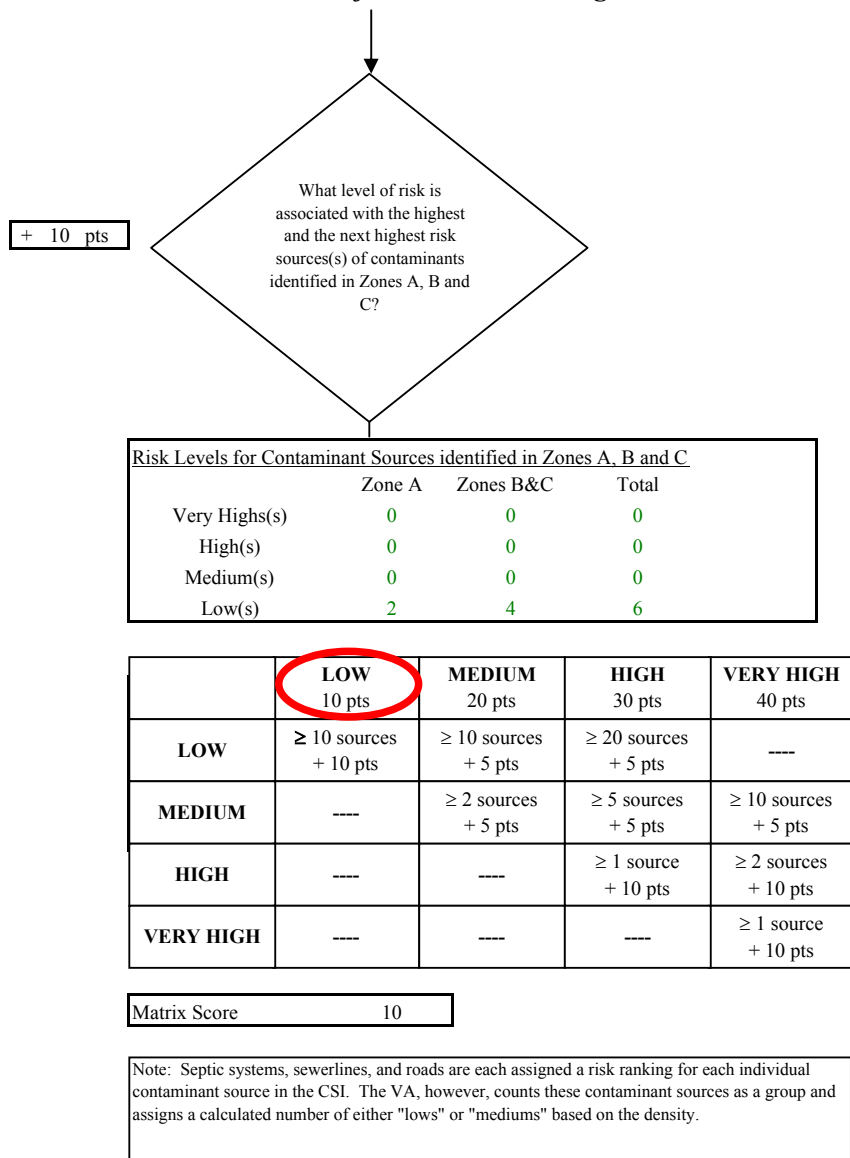 What level of risk is
associated with the highest
and the next highest risk
sources(s) of contaminants
identified in Zones A, B and
C?
+ 10 pts
Risk Levels for Contaminant Sources identified in Zones A, B and C
Zone A Zones B&C Total
Very Highs(s) 0 0 0
High(s) 0 0 0
Medium(s) 0 0 0
Low(s) 2 4 6
LOW MEDIUM HIGH VERY HIGH
10 pts 20 pts 30 pts 40 pts
LOW ≥ 10 sources ≥ 10 sources ≥ 20 sources ----
+ 10 pts + 5 pts + 5 pts
MEDIUM ---- ≥ 2 sources ≥ 5 sources ≥ 10 sources
+ 5 pts + 5 pts + 5 pts
HIGH ---- ---- ≥ 1 source ≥ 2 sources
+ 10 pts + 10 pts
VERY HIGH ---- ---- ---- ≥ 1 source
+ 10 pts
Matrix Score 10
Note: Septic systems, sewerlines, and roads are each assigned a risk ranking for each individual
contaminant source in the CSI. The VA, however, counts these contaminant sources as a group and
assigns a calculated number of either "lows" or "mediums" based on the density.